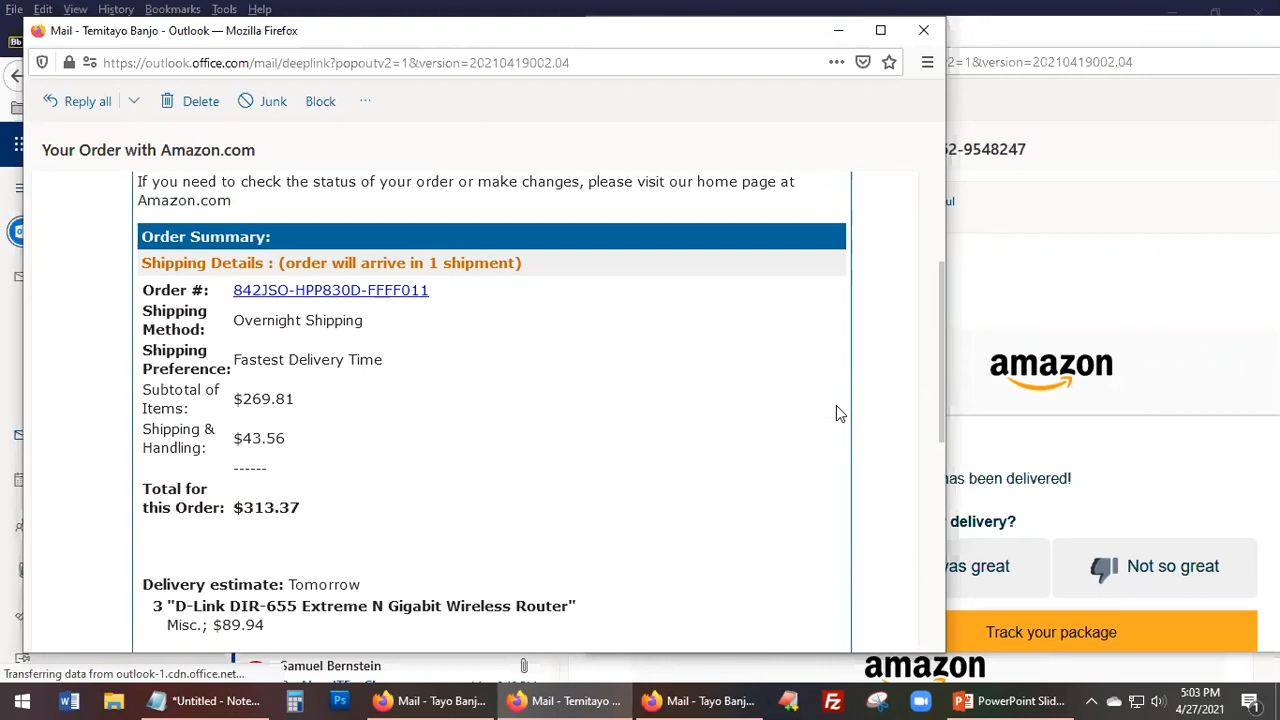 File Edit View History Bookmarks Tools Help
Mail - Temitayo Banjo - Outlook — Mozilla Firefox
https://outlook.office.com/mail/deeplink?popoutv2=1&version=20210419002.04
v2=1&version=20210419002.04
Reply all Delete Junk Block ...
Your Order with Amazon.com
52-9548247
If you need to check the status of your order or make changes, please visit our home page at
Amazon.com
Order Summary:
Shipping Details : (order will arrive in 1 shipment)
Order #: 842JSO-HPP830D-FFFF011
Shipping
Method: Overnight Shipping
Shipping
Preference: Fastest Delivery Time
Subtotal of
Items: $269.81
Shipping &
Handling: $43.56
------
Total for
this Order: $313.37
Delivery estimate: Tomorrow
3 "D-Link DIR-655 Extreme N Gigabit Wireless Router"
Misc.; $89.94
amazon
has been delivered!
delivery?
was great
Not so great
Track your package
amazon
Samuel Bernstein
Transferring data from outlook-1.cdn.office.net...
*Untitled - Note...
Mail - Tayo Banj...
Mail - Temitayo ...
Mail - Tayo Banj...
PowerPoint Slid...
5:03 PM
4/27/2021